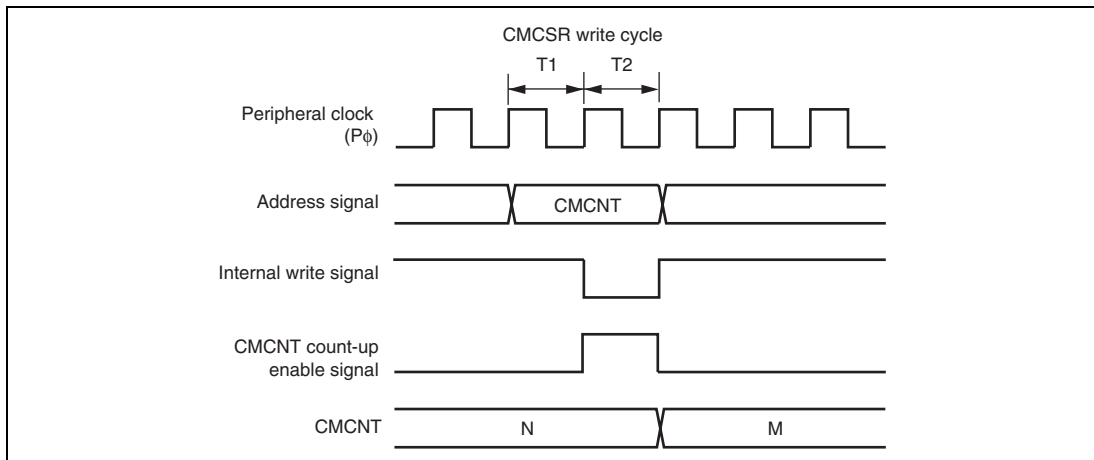 CMCSR write cycle
T1 T2
Peripheral clock
(Pϕ)
Address signal CMCNT
Internal write signal
CMCNT count-up
enable signal
CMCNT N M